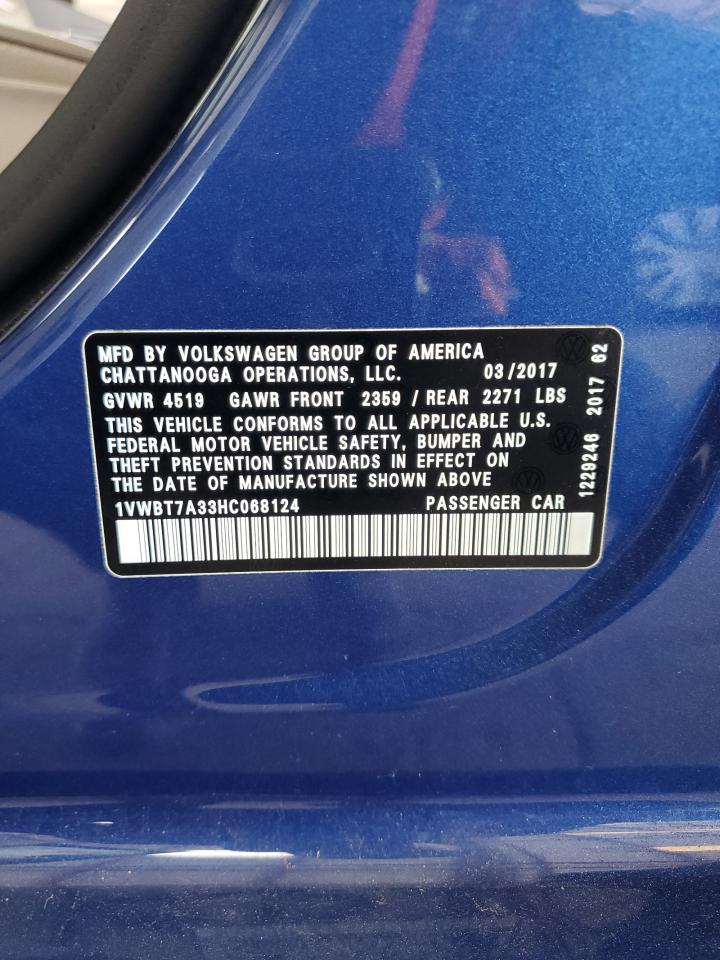 MFD BY VOLKSWAGEN GROUP OF AMERICA
CHATTANOOGA OPERATIONS, LLC. 03/2017
GVWR 4519 GAWR FRONT 2359 / REAR 2271 LBS
THIS VEHICLE CONFORMS TO ALL APPLICABLE U.S.
FEDERAL MOTOR VEHICLE SAFETY, BUMPER AND
THEFT PREVENTION STANDARDS IN EFFECT ON
THE DATE OF MANUFACTURE SHOWN ABOVE
1VWBT7A33HC068124 PASSENGER CAR
1229246 2017 62